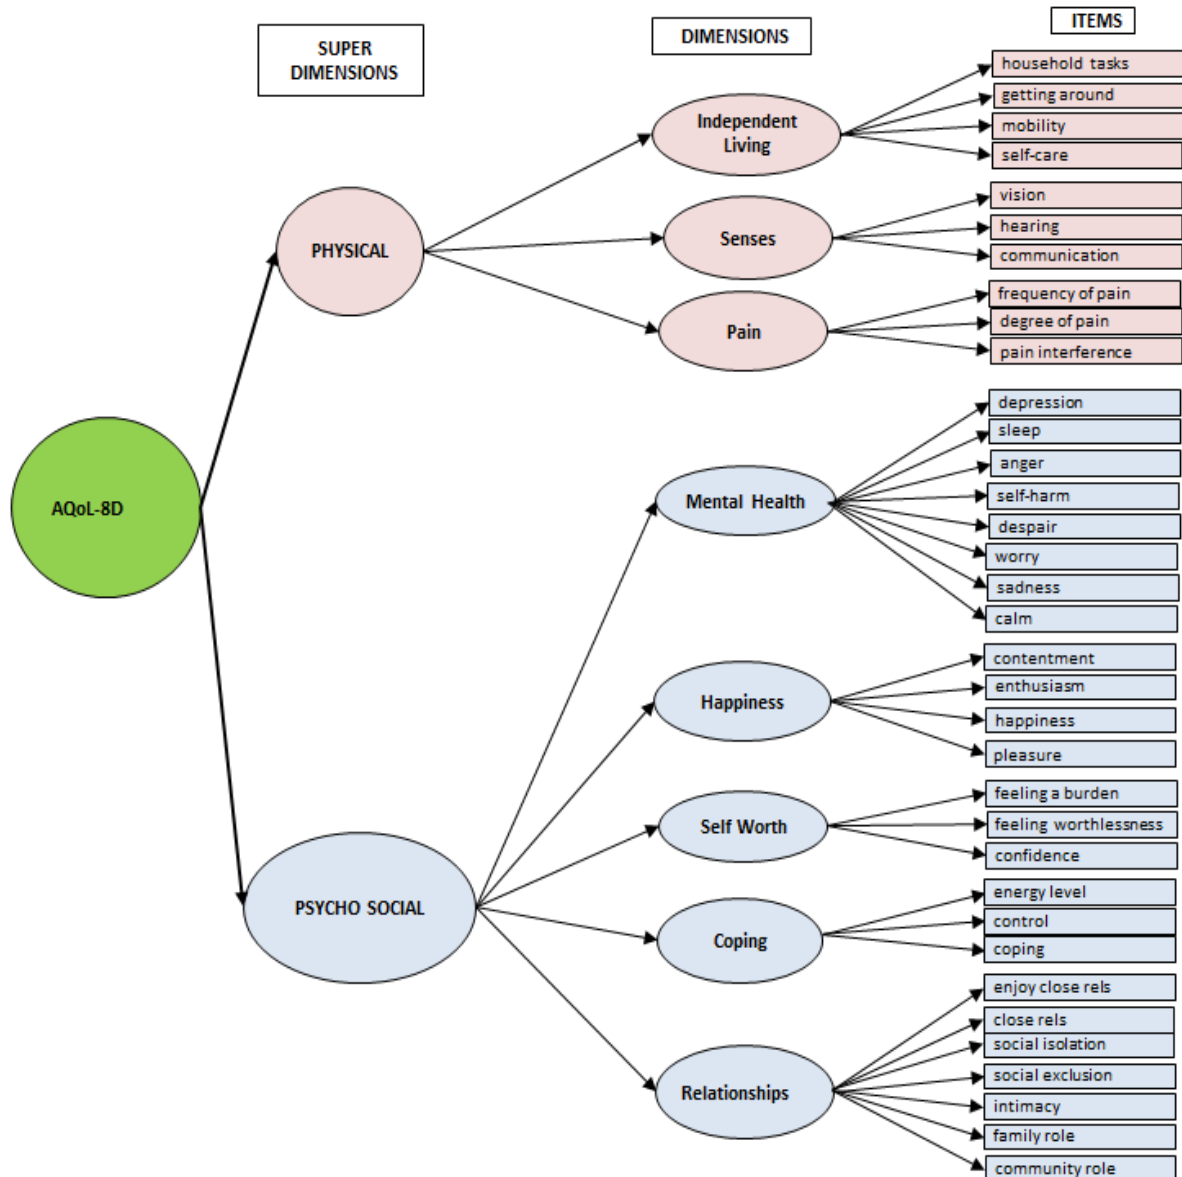 SUPER
DIMENSIONS
DIMENSIONS
ITEMS
AQoL-8D
PHYSICAL
Independent
Living
household tasks
getting around
mobility
self-care
Senses
vision
hearing
communication
Pain
frequency of pain
degree of pain
pain interference
PSYCHO SOCIAL
Mental Health
depression
sleep
anger
self-harm
despair
worry
sadness
calm
Happiness
contentment
enthusiasm
happiness
pleasure
Self Worth
feeling a burden
feeling worthlessness
confidence
Coping
energy level
control
coping
Relationships
enjoy close rels
close rels
social isolation
social exclusion
intimacy
family role
community role